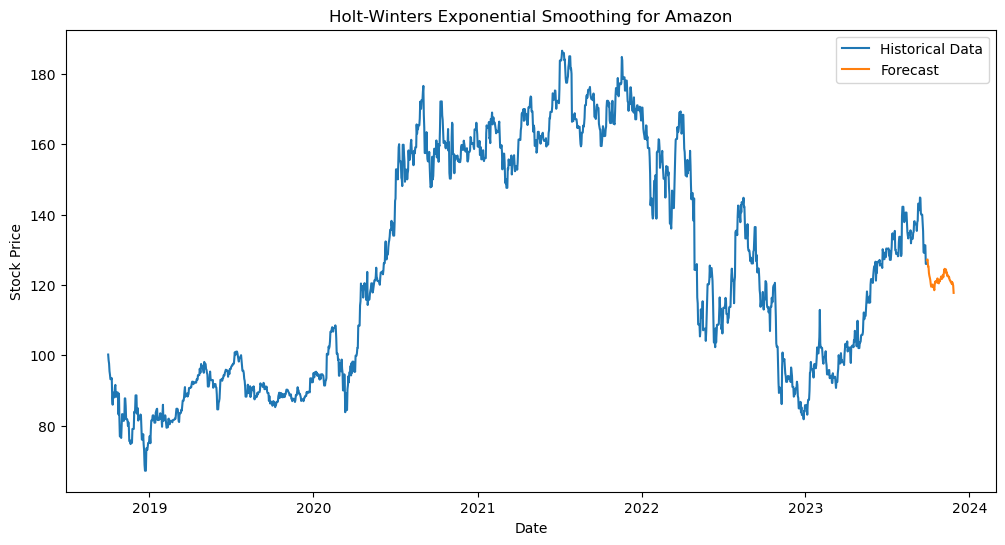 Holt-Winters Exponential Smoothing for Amazon
Historical Data
Forecast
Stock Price
180
160
140
120
100
80
2019
2020
2021
2022
2023
2024
Date